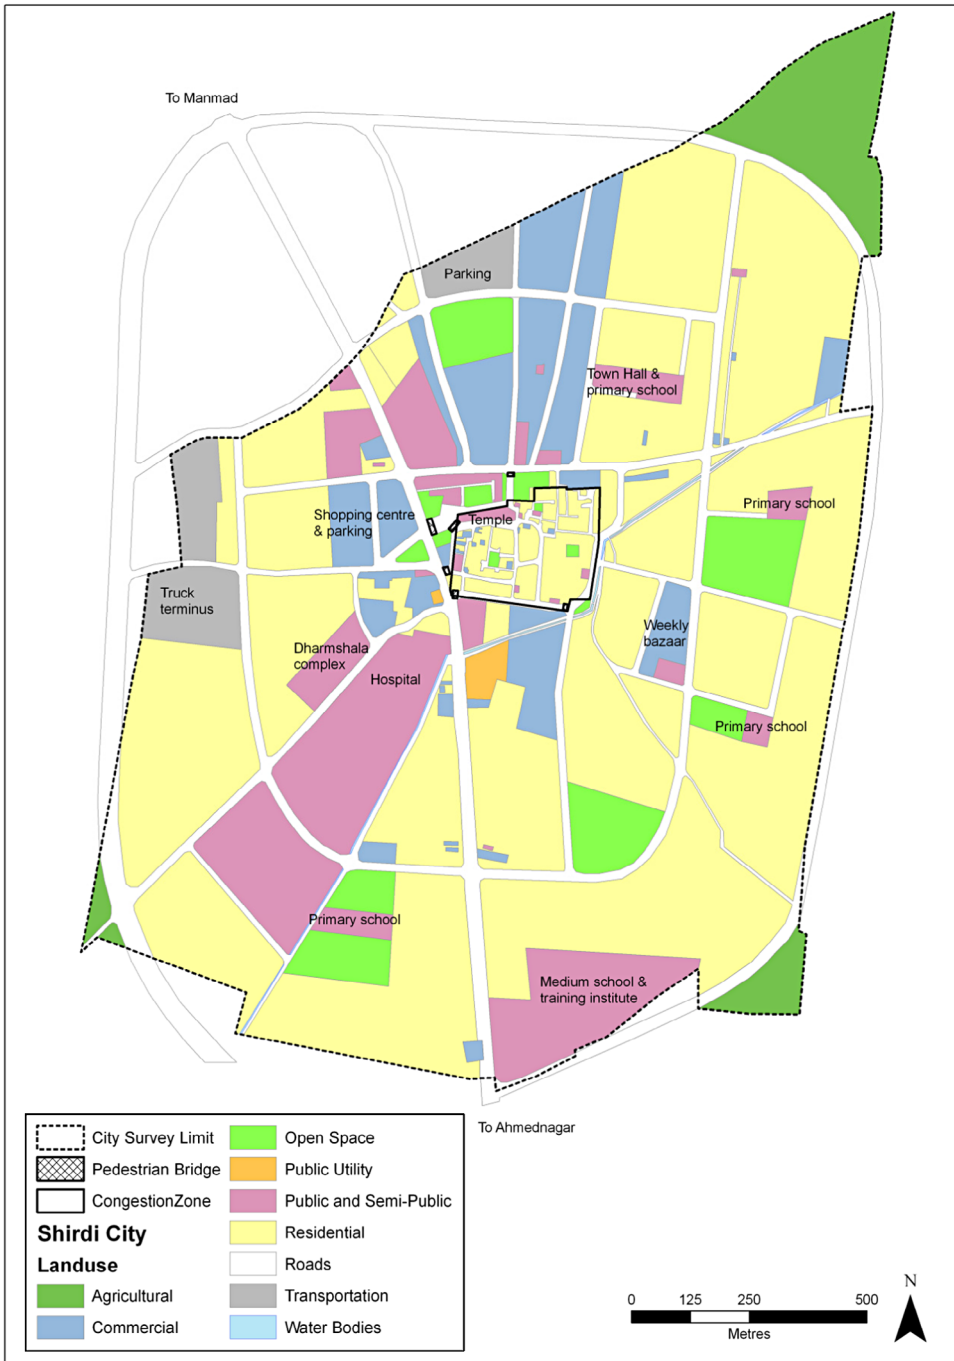 To Manmad
Parking
Town Hall &
primary school
Primary school
Shopping centre
& parking
Temple
Truck
terminus
Weekly
bazaar
Dharmshala
complex
Hospital
Primary school
Primary school
Medium school &
training institute
To Ahmednagar
City Survey Limit
Pedestrian Bridge
CongestionZone
Shirdi City
Landuse
Agricultural
Commercial
Open Space
Public Utility
Public and Semi-Public
Residential
Roads
Transportation
Water Bodies
N
0 125 250 500
Metres